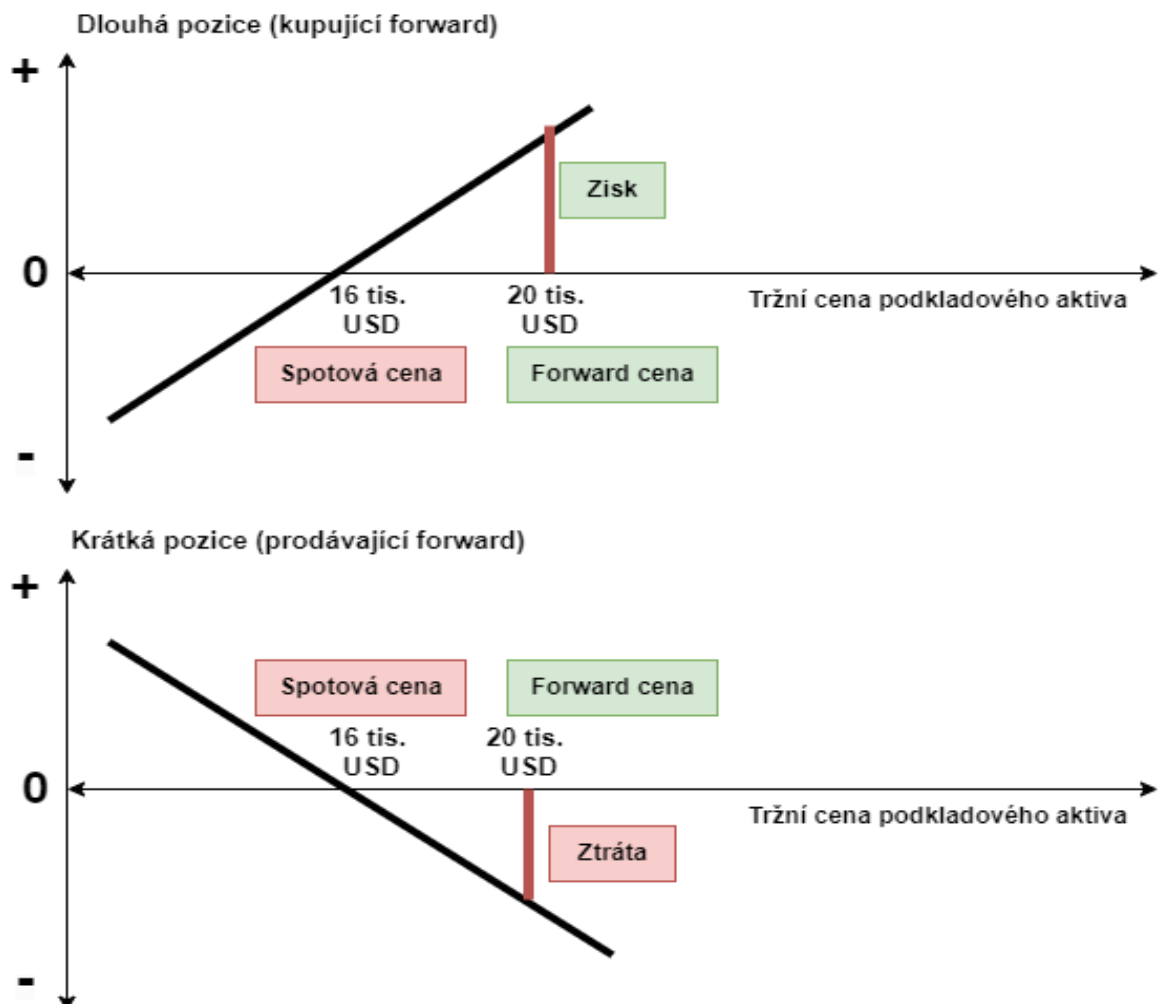 Dlouhá pozice (kupující forward)
+
Zisk
0
16 tis.
USD
20 tis.
USD
Tržní cena podkladového aktiva
Spotová cena
Forward cena
-
Krátká pozice (prodávající forward)
+
Spotová cena
Forward cena
16 tis.
USD
20 tis.
USD
0
Tržní cena podkladového aktiva
Ztráta
-